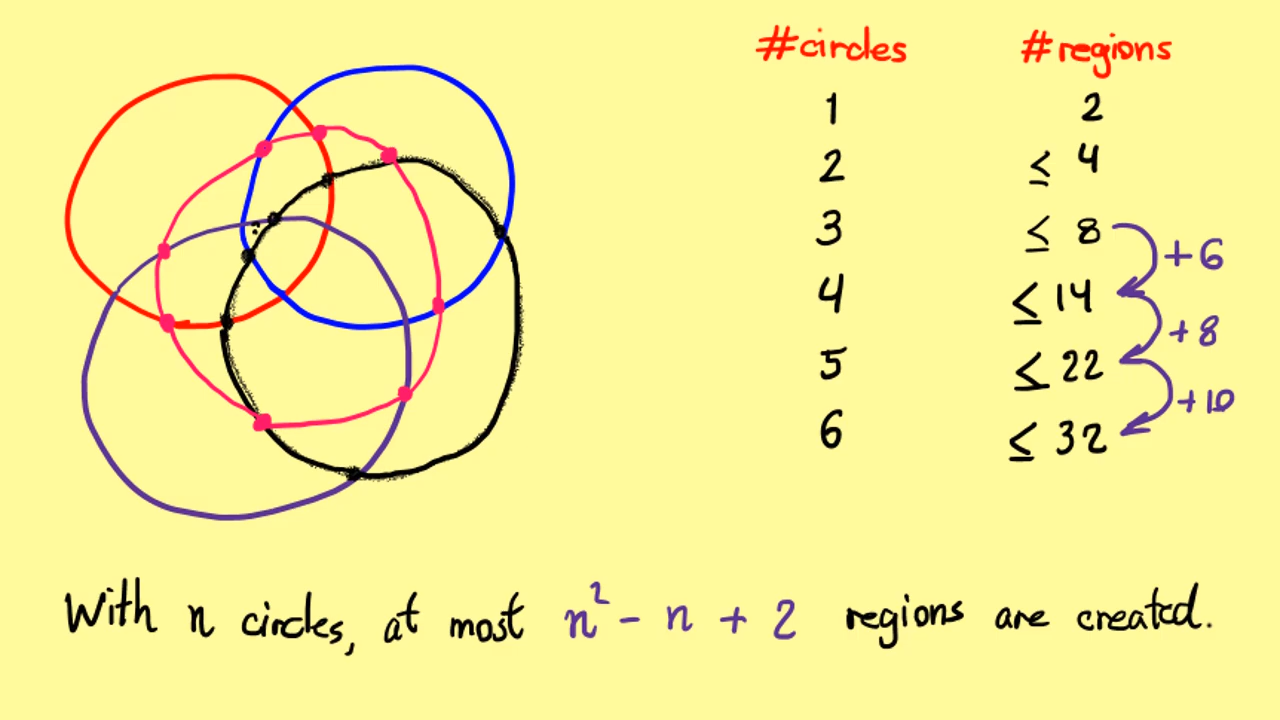 #circles #regions
1 2
2 ≤ 4
3 ≤ 8
+6
4 ≤ 14
+8
5 ≤ 22
+10
6 ≤ 32
With n circles, at most n² - n + 2 regions are created.